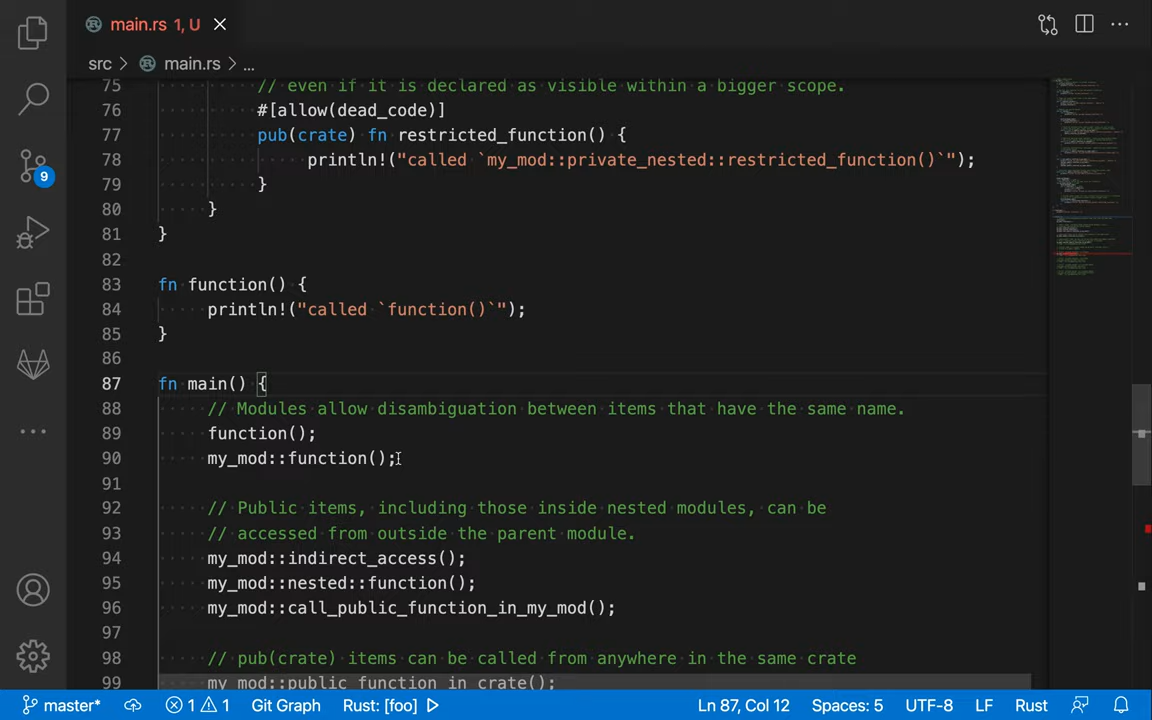 main.rs 1, U
src > main.rs > ...
75 // even if it is declared as visible within a bigger scope.
76 #[allow(dead_code)]
77 pub(crate) fn restricted_function() {
78 println!("called `my_mod::private_nested::restricted_function()`");
79 }
80 }
81 }
82
83 fn function() {
84 println!("called `function()`");
85 }
86
87 fn main() {
88 // Modules allow disambiguation between items that have the same name.
89 function();
90 my_mod::function();
91
92 // Public items, including those inside nested modules, can be
93 // accessed from outside the parent module.
94 my_mod::indirect_access();
95 my_mod::nested::function();
96 my_mod::call_public_function_in_my_mod();
97
98 // pub(crate) items can be called from anywhere in the same crate
99 my_mod::public_function_in_crate();
9
master* 1 1 Git Graph Rust: [foo] Ln 87, Col 12 Spaces: 5 UTF-8 LF Rust